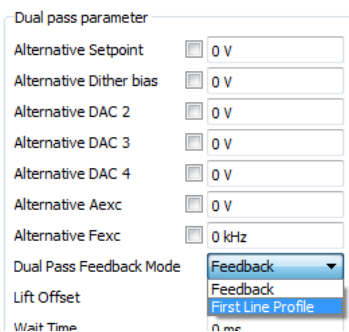 Dual pass parameter
Alternative Setpoint 0 V
Alternative Dither bias 0 V
Alternative DAC 2 0 V
Alternative DAC 3 0 V
Alternative DAC 4 0 V
Alternative Aexc 0 V
Alternative Fexc 0 kHz
Dual Pass Feedback Mode Feedback
Feedback
Lift Offset
First Line Profile
Wait Time 0 ms